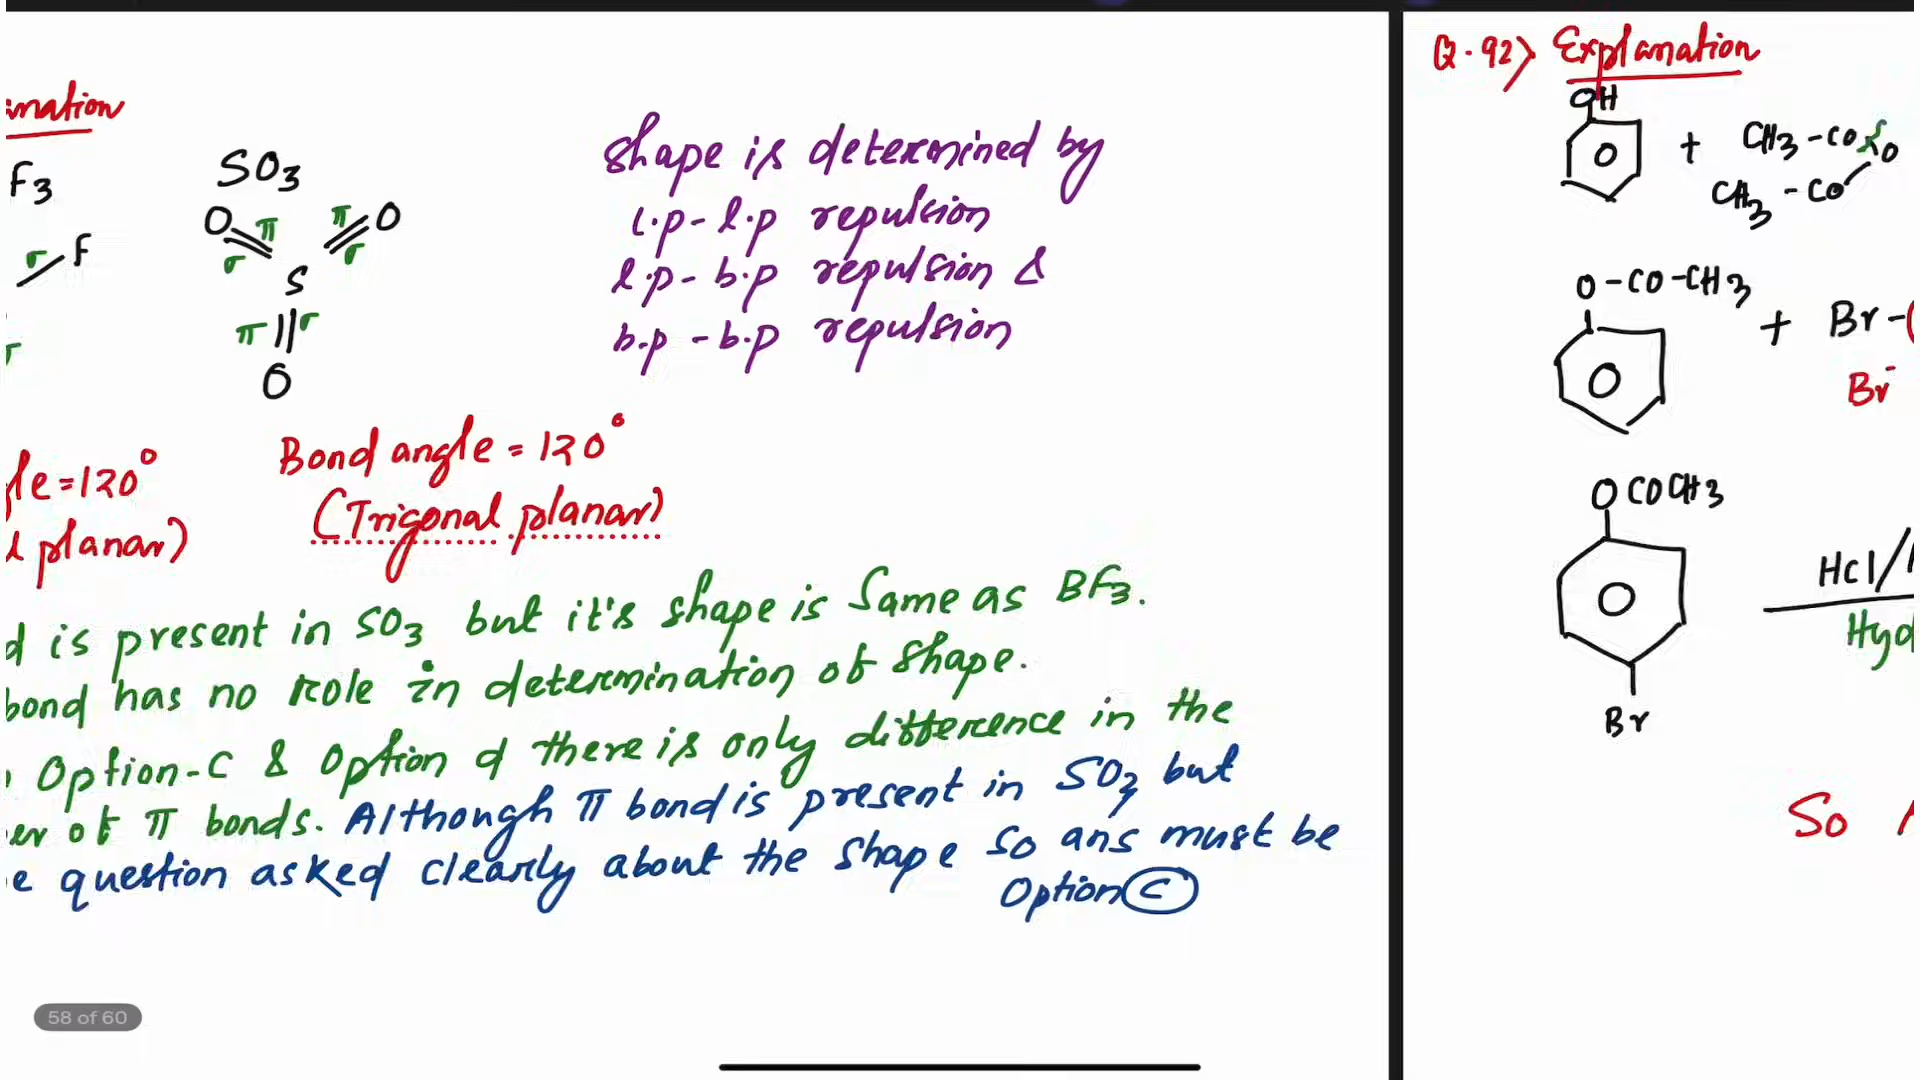 mation
F3
SO3
O π π O
σ F σ σ
S
π σ
O
shape is determined by
l.p - l.p repulsion
l.p - b.p repulsion &
b.p - b.p repulsion
le = 120°
l planar)
Bond angle = 120°
(Trigonal planar)
d is present in SO3 but it's shape is Same as BF3.
bond has no role in determination of shape.
Option-C & Option d there is only difference in the
er of π bonds. Although π bond is present in SO3 but
e question asked clearly about the shape so ans must be
Option C
58 of 60
Q.92) Explanation
OH
+ CH3-CO
O
CH3-CO
O-CO-CH3
+ Br-
Br-
OCOCH3
HCl/
Hyd
Br
So